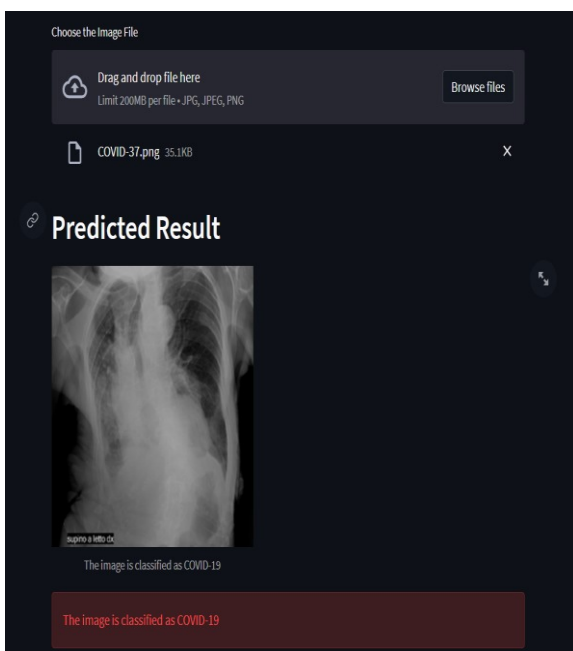 Choose the Image File
Drag and drop file here
Limit 200MB per file • JPG, JPEG, PNG
Browse files
COVID-37.png 35.1KB
X
Predicted Result
supino a letto dx
The image is classified as COVID-19
The image is classified as COVID-19